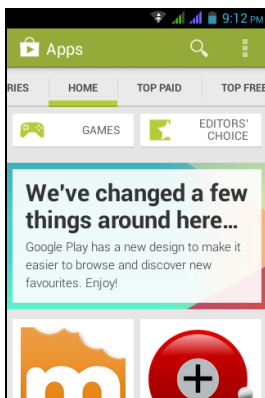 9:12 PM
Apps
RIES HOME TOP PAID TOP FREE
GAMES
EDITORS'
CHOICE
We've changed a few
things around here...
Google Play has a new design to make it
easier to browse and discover new
favourites. Enjoy!
m